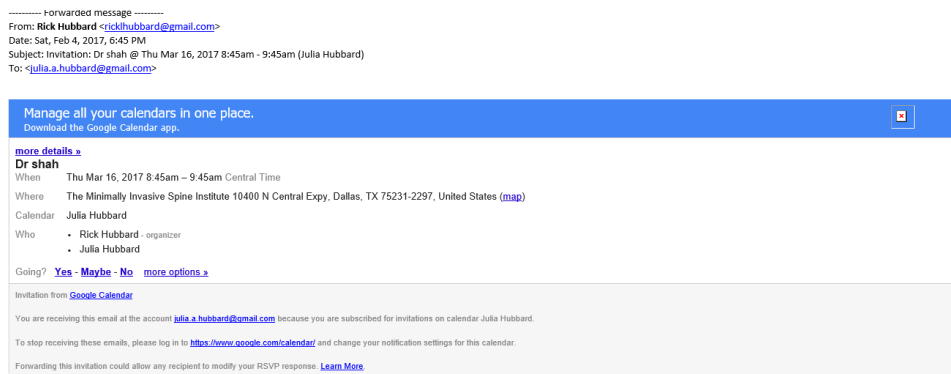 ---------- Forwarded message ---------
From: Rick Hubbard <ricklhubbard@gmail.com>
Date: Sat, Feb 4, 2017, 6:45 PM
Subject: Invitation: Dr shah @ Thu Mar 16, 2017 8:45am - 9:45am (Julia Hubbard)
To: <julia.a.hubbard@gmail.com>
Manage all your calendars in one place.
Download the Google Calendar app.
more details »
Dr shah
When Thu Mar 16, 2017 8:45am – 9:45am Central Time
Where The Minimally Invasive Spine Institute 10400 N Central Expy, Dallas, TX 75231-2297, United States (map)
Calendar Julia Hubbard
Who • Rick Hubbard - organizer
• Julia Hubbard
Going? Yes - Maybe - No more options »
Invitation from Google Calendar
You are receiving this email at the account julia.a.hubbard@gmail.com because you are subscribed for invitations on calendar Julia Hubbard.
To stop receiving these emails, please log in to https://www.google.com/calendar/ and change your notification settings for this calendar.
Forwarding this invitation could allow any recipient to modify your RSVP response. Learn More.